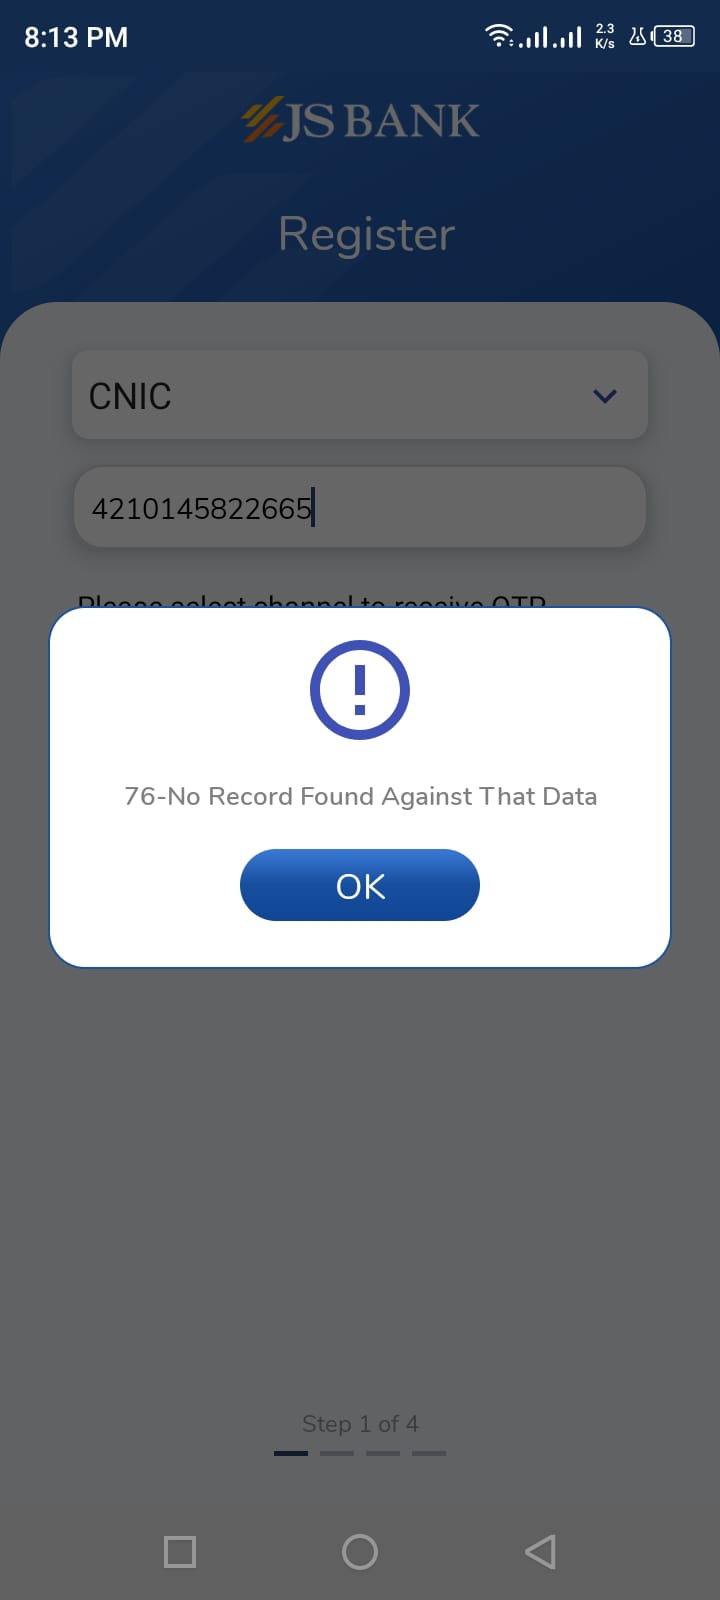 8:13 PM
2.3
K/s
38
JS BANK
Register
CNIC
4210145822665
Please select channel to receive OTP
76-No Record Found Against That Data
OK
Step 1 of 4